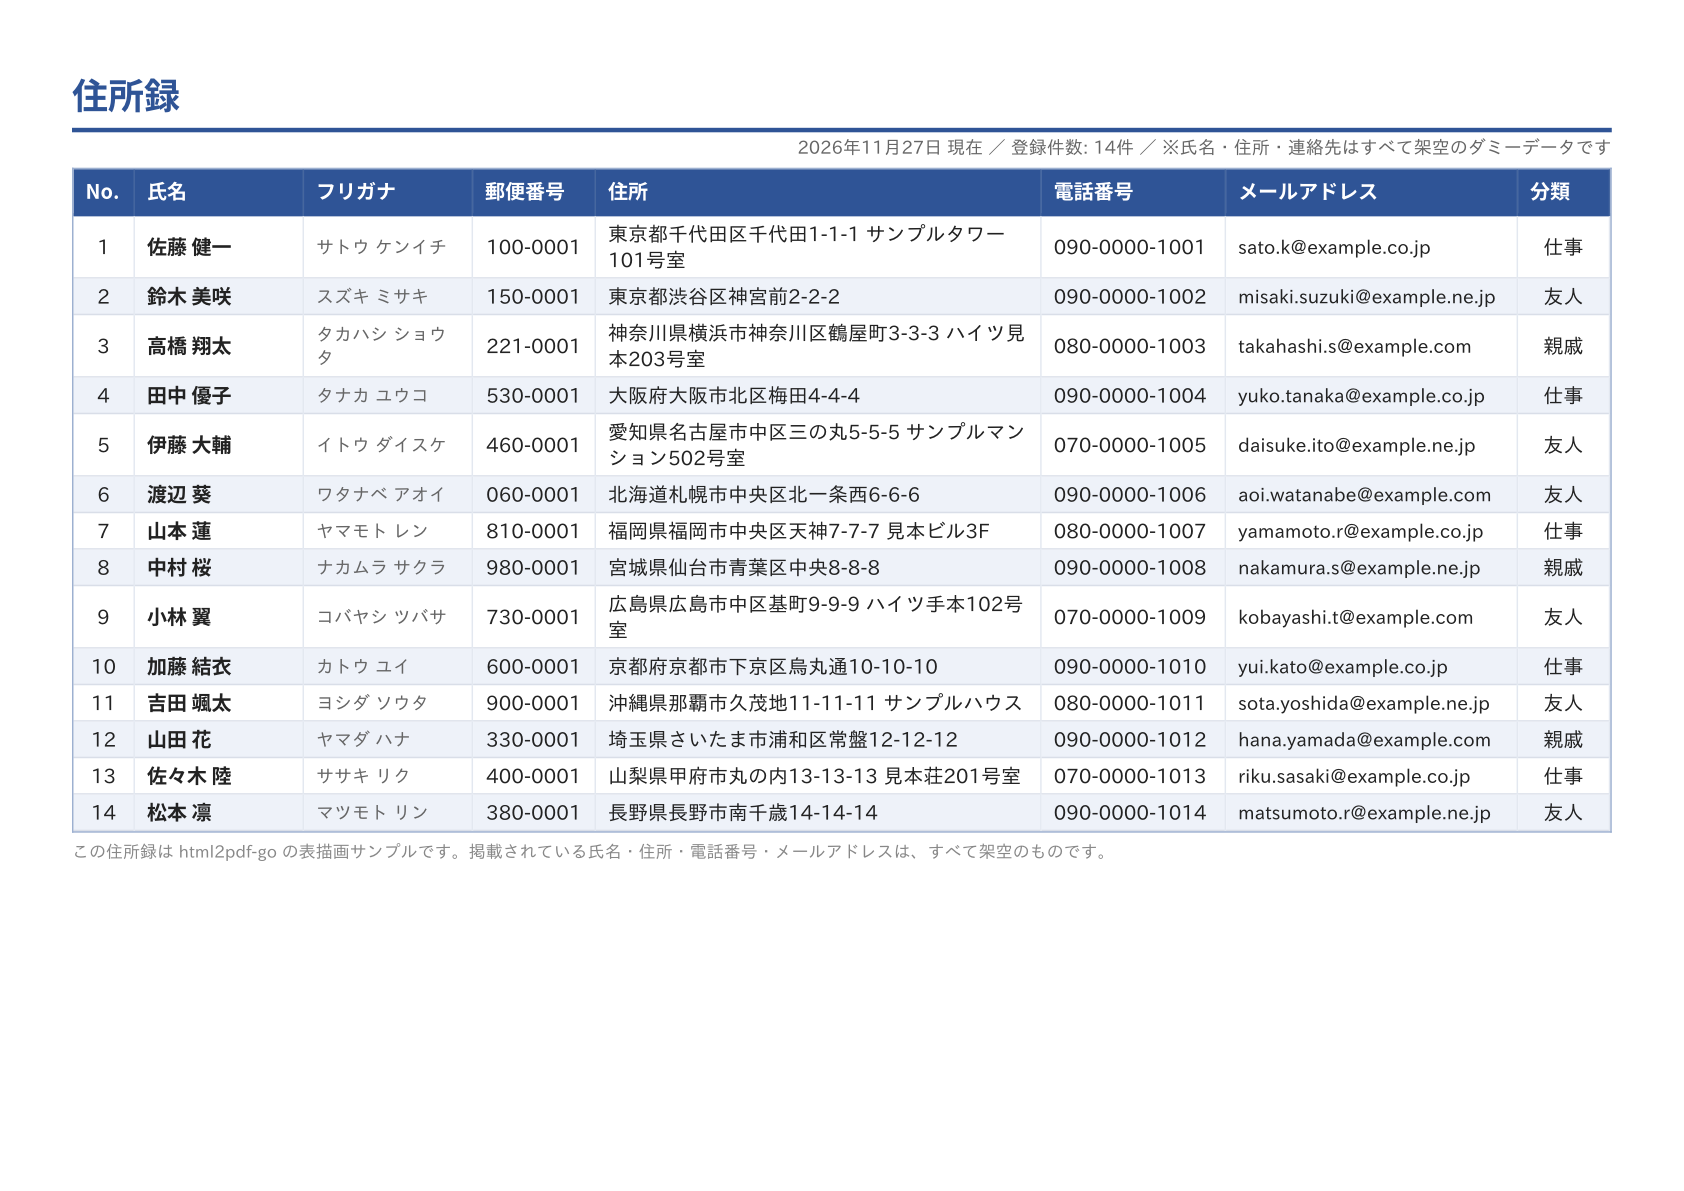 住所録
2026年11月27日 現在 ／ 登録件数: 14件 ／ ※氏名・住所・連絡先はすべて架空のダミーデータです
No. 氏名 フリガナ 郵便番号 住所 電話番号 メールアドレス 分類
1 佐藤 健一 サトウ ケンイチ 100-0001 東京都千代田区千代田1-1-1 サンプルタワー 090-0000-1001 sato.k@example.co.jp 仕事
101号室
2 鈴木 美咲 スズキ ミサキ 150-0001 東京都渋谷区神宮前2-2-2 090-0000-1002 misaki.suzuki@example.ne.jp 友人
3 高橋 翔太 タカハシ ショウ 221-0001 神奈川県横浜市神奈川区鶴屋町3-3-3 ハイツ見 080-0000-1003 takahashi.s@example.com 親戚
タ 本203号室
4 田中 優子 タナカ ユウコ 530-0001 大阪府大阪市北区梅田4-4-4 090-0000-1004 yuko.tanaka@example.co.jp 仕事
5 伊藤 大輔 イトウ ダイスケ 460-0001 愛知県名古屋市中区三の丸5-5-5 サンプルマン 070-0000-1005 daisuke.ito@example.ne.jp 友人
ション502号室
6 渡辺 葵 ワタナベ アオイ 060-0001 北海道札幌市中央区北一条西6-6-6 090-0000-1006 aoi.watanabe@example.com 友人
7 山本 蓮 ヤマモト レン 810-0001 福岡県福岡市中央区天神7-7-7 見本ビル3F 080-0000-1007 yamamoto.r@example.co.jp 仕事
8 中村 桜 ナカムラ サクラ 980-0001 宮城県仙台市青葉区中央8-8-8 090-0000-1008 nakamura.s@example.ne.jp 親戚
9 小林 翼 コバヤシ ツバサ 730-0001 広島県広島市中区基町9-9-9 ハイツ手本102号 070-0000-1009 kobayashi.t@example.com 友人
室
10 加藤 結衣 カトウ ユイ 600-0001 京都府京都市下京区烏丸通10-10-10 090-0000-1010 yui.kato@example.co.jp 仕事
11 吉田 颯太 ヨシダ ソウタ 900-0001 沖縄県那覇市久茂地11-11-11 サンプルハウス 080-0000-1011 sota.yoshida@example.ne.jp 友人
12 山田 花 ヤマダ ハナ 330-0001 埼玉県さいたま市浦和区常盤12-12-12 090-0000-1012 hana.yamada@example.com 親戚
13 佐々木 陸 ササキ リク 400-0001 山梨県甲府市丸の内13-13-13 見本荘201号室 070-0000-1013 riku.sasaki@example.co.jp 仕事
14 松本 凛 マツモト リン 380-0001 長野県長野市南千歳14-14-14 090-0000-1014 matsumoto.r@example.ne.jp 友人
この住所録は html2pdf-go の表描画サンプルです。掲載されている氏名・住所・電話番号・メールアドレスは、すべて架空のものです。